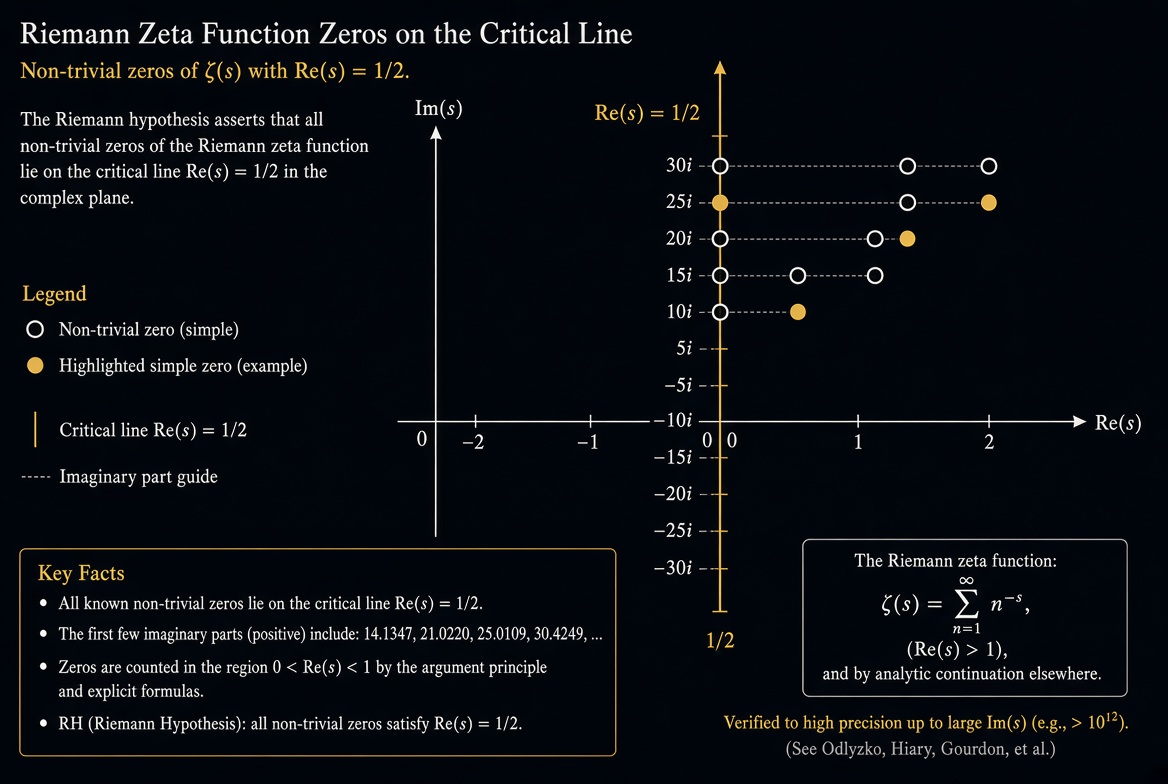 Riemann Zeta Function Zeros on the Critical Line
Non-trivial zeros of ζ(s) with Re(s) = 1/2.
The Riemann hypothesis asserts that all
non-trivial zeros of the Riemann zeta function
lie on the critical line Re(s) = 1/2 in the
complex plane.
Legend
Non-trivial zero (simple)
Highlighted simple zero (example)
Critical line Re(s) = 1/2
Imaginary part guide
Im(s)
Re(s) = 1/2
30i
25i
20i
15i
10i
5i
−5i
−10i
−15i
−20i
−25i
−30i
0 −2 −1 0 0 1 2
Re(s)
1/2
Key Facts
• All known non-trivial zeros lie on the critical line Re(s) = 1/2.
• The first few imaginary parts (positive) include: 14.1347, 21.0220, 25.0109, 30.4249, ...
• Zeros are counted in the region 0 < Re(s) < 1 by the argument principle
and explicit formulas.
• RH (Riemann Hypothesis): all non-trivial zeros satisfy Re(s) = 1/2.
The Riemann zeta function:
ζ(s) = ∑_{n=1}^{∞} n^{−s},
(Re(s) > 1),
and by analytic continuation elsewhere.
Verified to high precision up to large Im(s) (e.g., > 10^{12}).
(See Odlyzko, Hiary, Gourdon, et al.)